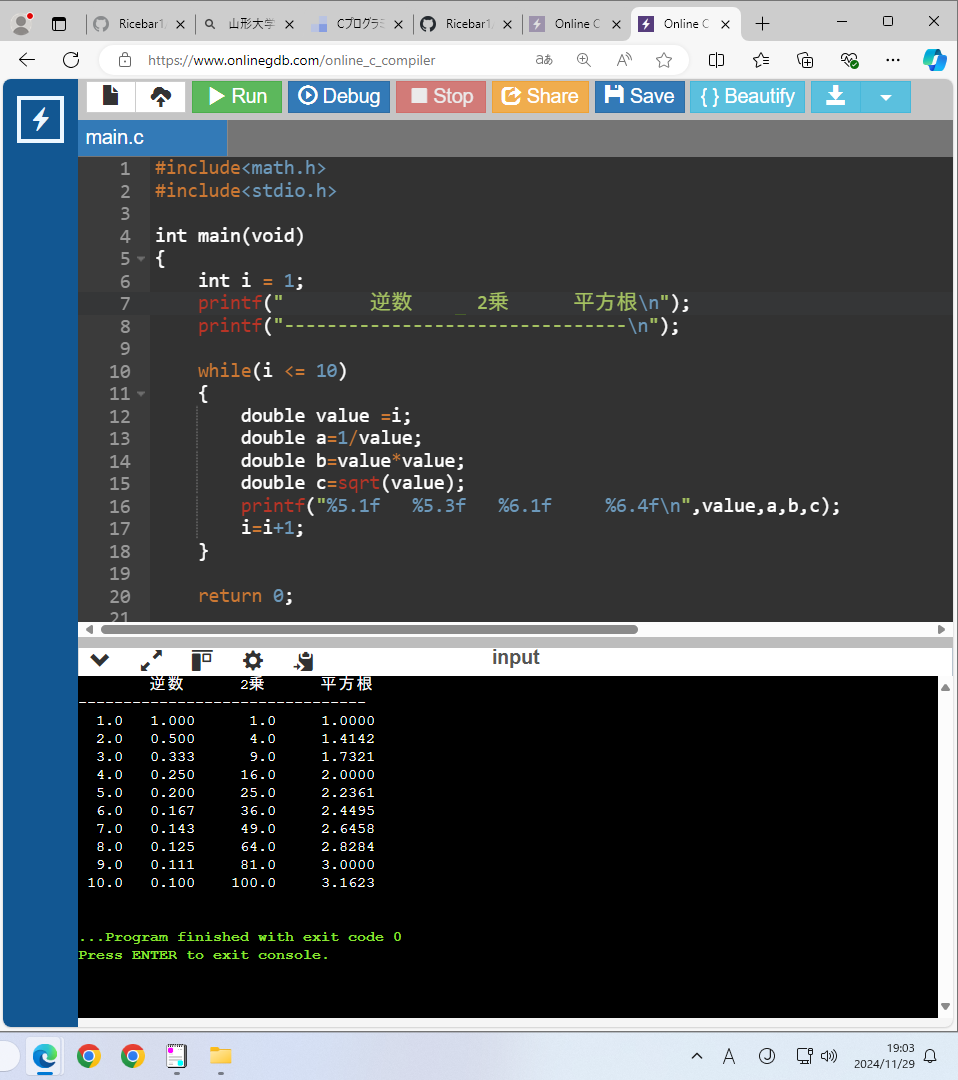 Ricebar1/ 山形大学 Cプログラミ Ricebar1/ Online C Online C
https://www.onlinegdb.com/online_c_compiler
Run Debug Stop Share Save { } Beautify
main.c
1 #include<math.h>
2 #include<stdio.h>
3
4 int main(void)
5 {
6     int i = 1;
7     printf("        逆数    _ 2乗      平方根\n");
8     printf("--------------------------------\n");
9
10     while(i <= 10)
11     {
12         double value =i;
13         double a=1/value;
14         double b=value*value;
15         double c=sqrt(value);
16         printf("%5.1f   %5.3f   %6.1f     %6.4f\n",value,a,b,c);
17         i=i+1;
18     }
19
20     return 0;
21
input
        逆数      2乗      平方根
--------------------------------
  1.0   1.000      1.0     1.0000
  2.0   0.500      4.0     1.4142
  3.0   0.333      9.0     1.7321
  4.0   0.250     16.0     2.0000
  5.0   0.200     25.0     2.2361
  6.0   0.167     36.0     2.4495
  7.0   0.143     49.0     2.6458
  8.0   0.125     64.0     2.8284
  9.0   0.111     81.0     3.0000
 10.0   0.100    100.0     3.1623
...Program finished with exit code 0
Press ENTER to exit console.
A
19:03
2024/11/29